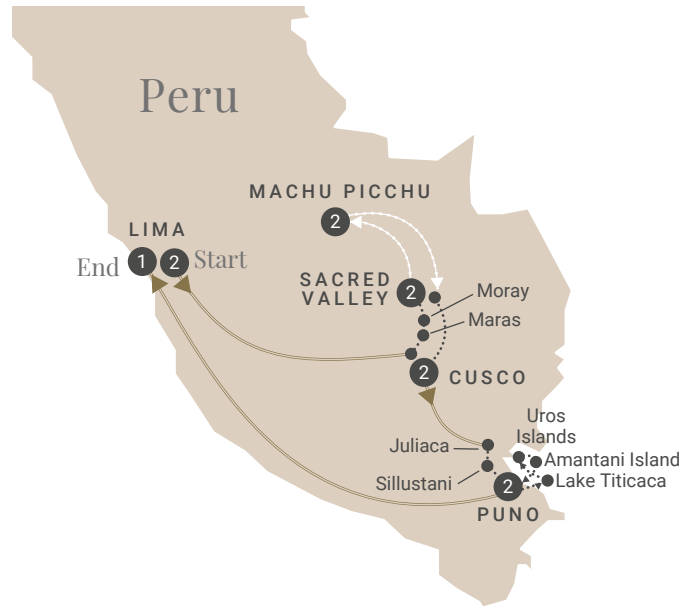 Peru
MACHU PICCHU
2
LIMA
End
1
2
Start
SACRED
VALLEY
2
Moray
Maras
2
CUSCO
Uros
Islands
Juliaca
Amantani Island
Sillustani
Lake Titicaca
2
PUNO